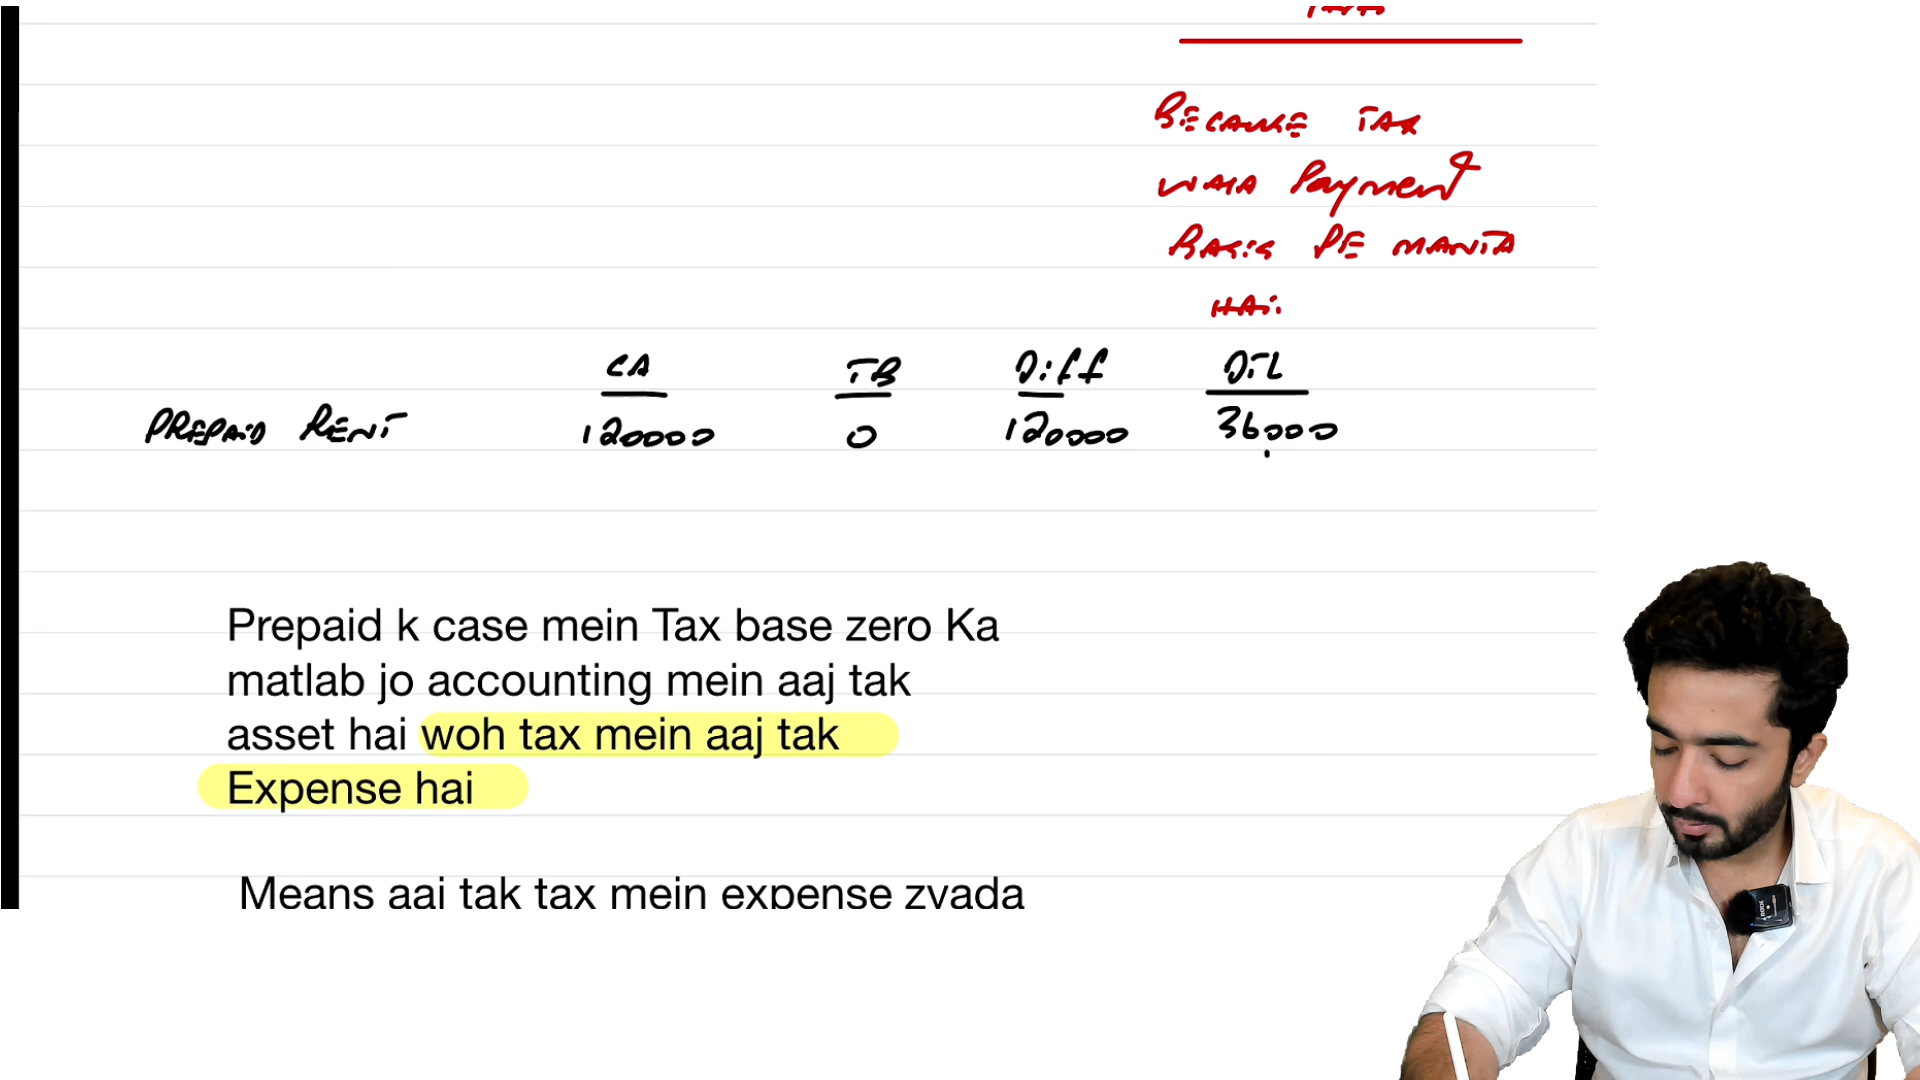 BECAUSE TAX
WALA PAYMENT
BASIS PE MANTA
HAI.
CA TB Diff DTL
PREPAID RENT 120000 0 120000 36000
Prepaid k case mein Tax base zero Ka
matlab jo accounting mein aaj tak
asset hai woh tax mein aaj tak
Expense hai
Means aaj tak tax mein expense zyada